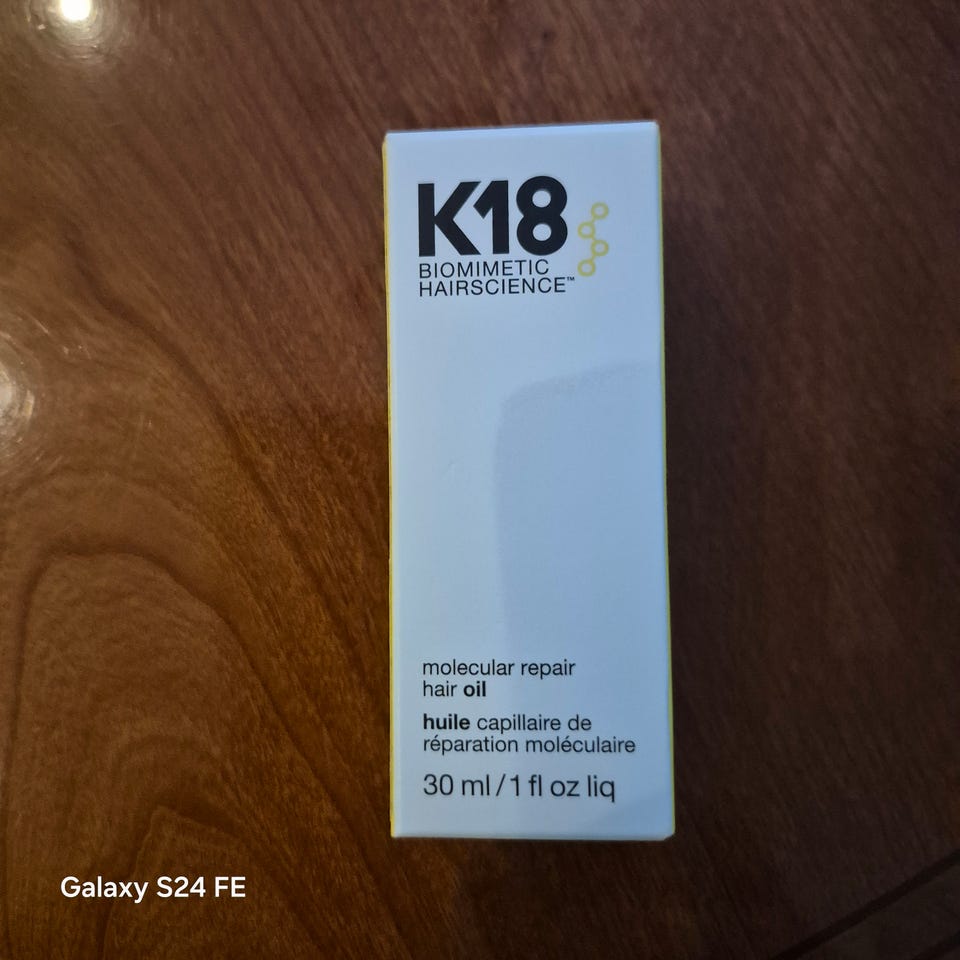 K18
BIOMIMETIC
HAIRSCIENCE™
molecular repair
hair oil
huile capillaire de
réparation moléculaire
30 ml / 1 fl oz liq
Galaxy S24 FE